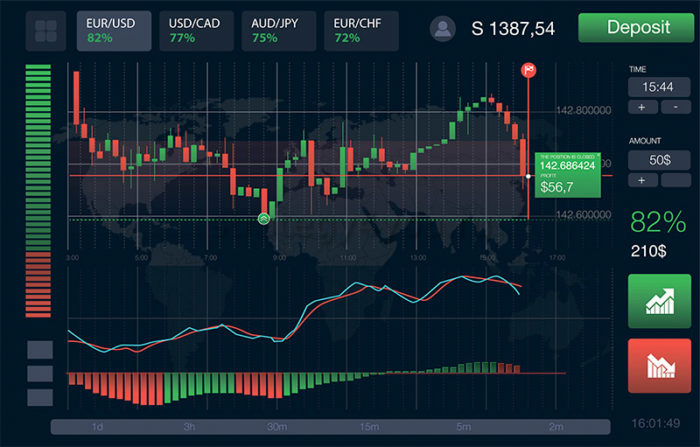 EUR/USD
82%
USD/CAD
77%
AUD/JPY
75%
EUR/CHF
72%
S 1387,54
Deposit
TIME
15:44
+ -
AMOUNT
50$
+
82%
210$
142.800000
142.700000
142.600000
THE POSITION IS CLOSED
142.686424
PROFIT
$56,7
3:00 5:00 7:00 09:00 11:00 13:00 15:00 17:00
1d 3h 30m 15m 5m 2m
16:01:49